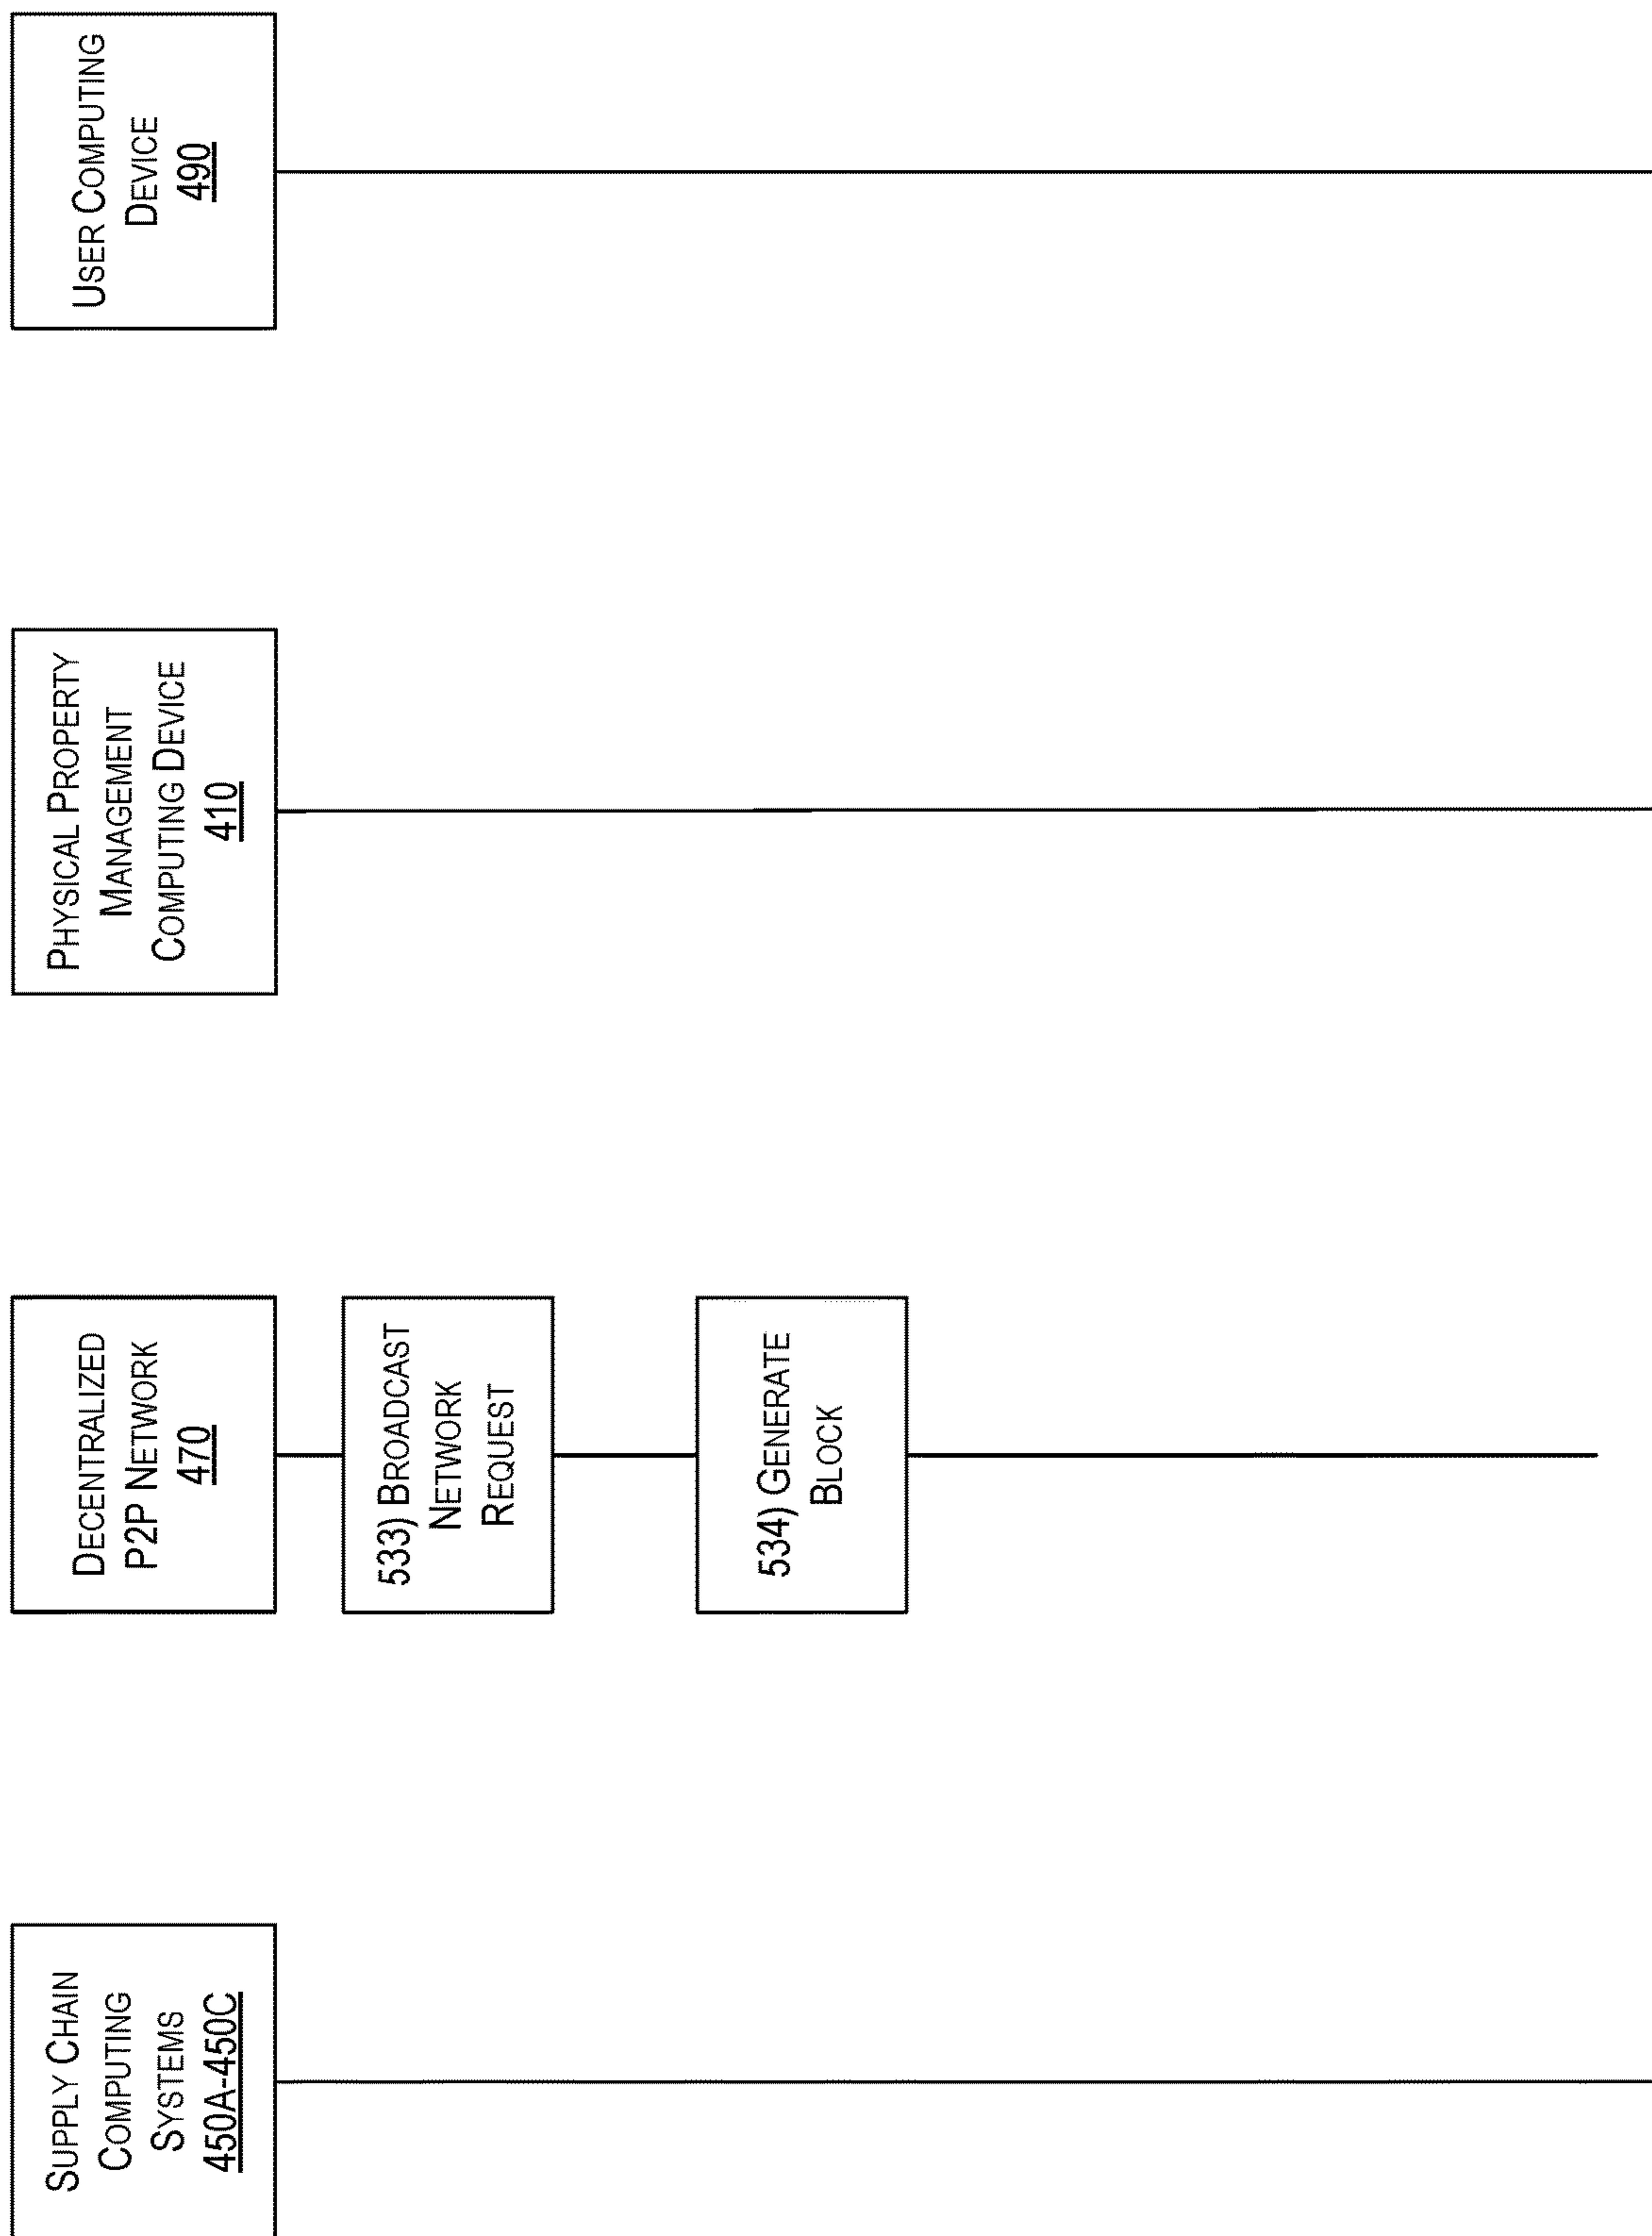 SUPPLY CHAIN
COMPUTING
SYSTEMS
450A-450C
DECENTRALIZED
P2P NETWORK
470
PHYSICAL PROPERTY
MANAGEMENT
COMPUTING DEVICE
410
USER COMPUTING
DEVICE
490
533) BROADCAST
NETWORK
REQUEST
534) GENERATE
BLOCK